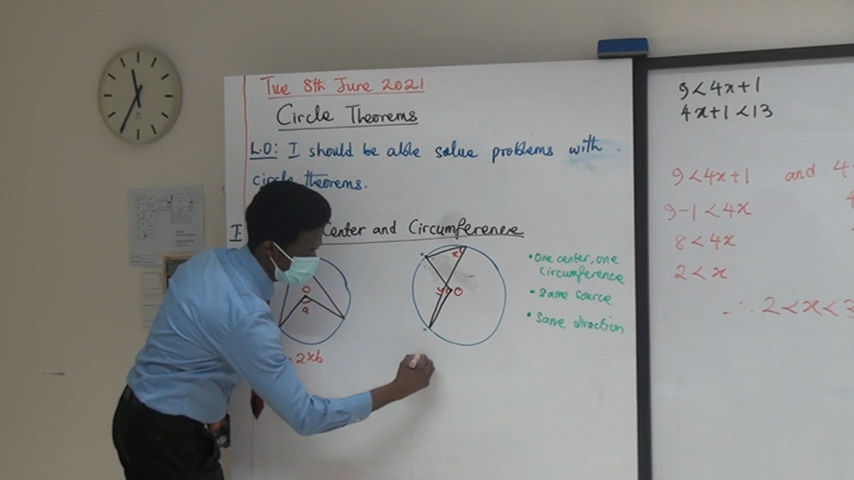 Tue 8th June 2021
Circle Theorems
L.O: I should be able solve problems with
circle theorems.
I
Center and Circumference
O
a
= 2xb
x
y O
• One center, one
circumference
• Same source
• Same direction
9 < 4x+1
4x+1 < 13
9 < 4x+1 and 4
9-1 < 4x
8 < 4x
2 < x
∴ 2 < x < 3